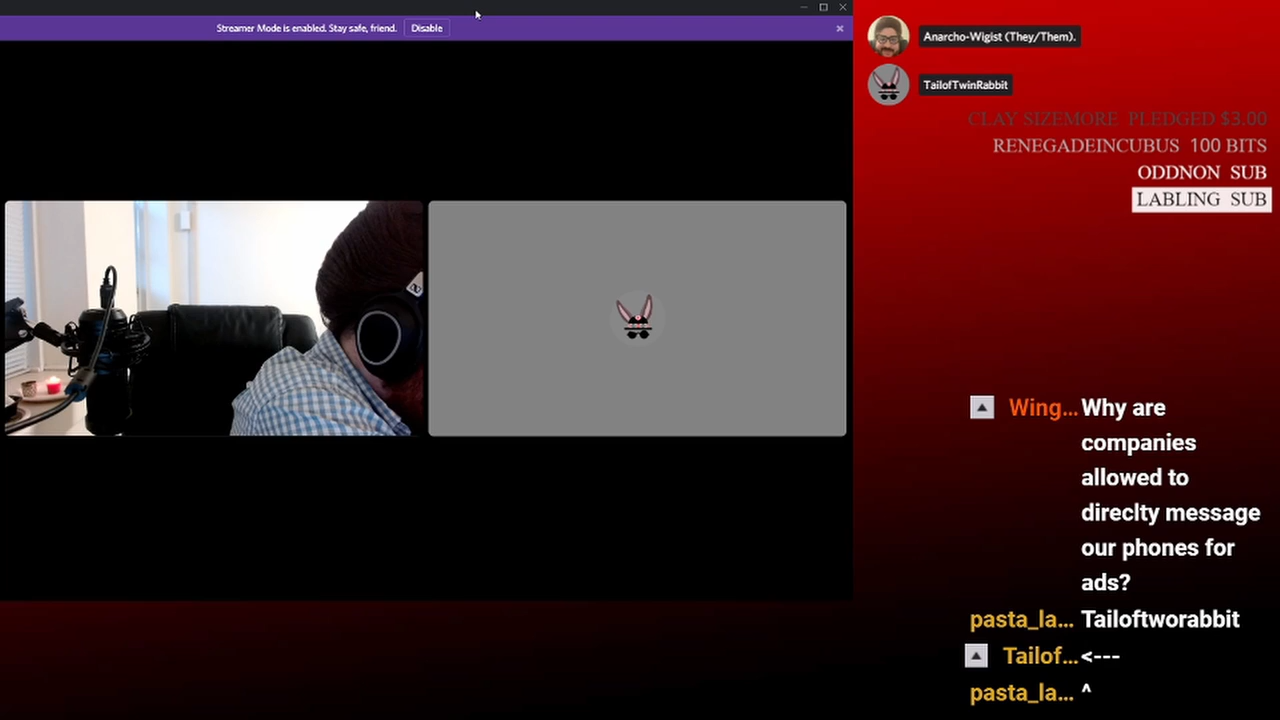 Streamer Mode is enabled. Stay safe, friend. Disable
Anarcho-Wigist (They/Them).
TailofTwinRabbit
CLAY SIZEMORE PLEDGED $3.00
RENEGADEINCUBUS 100 BITS
ODDNON SUB
LABLING SUB
Wing... Why are
companies
allowed to
direclty message
our phones for
ads?
pasta_la... Tailoftworabbit
Tailof... <---
pasta_la... ^